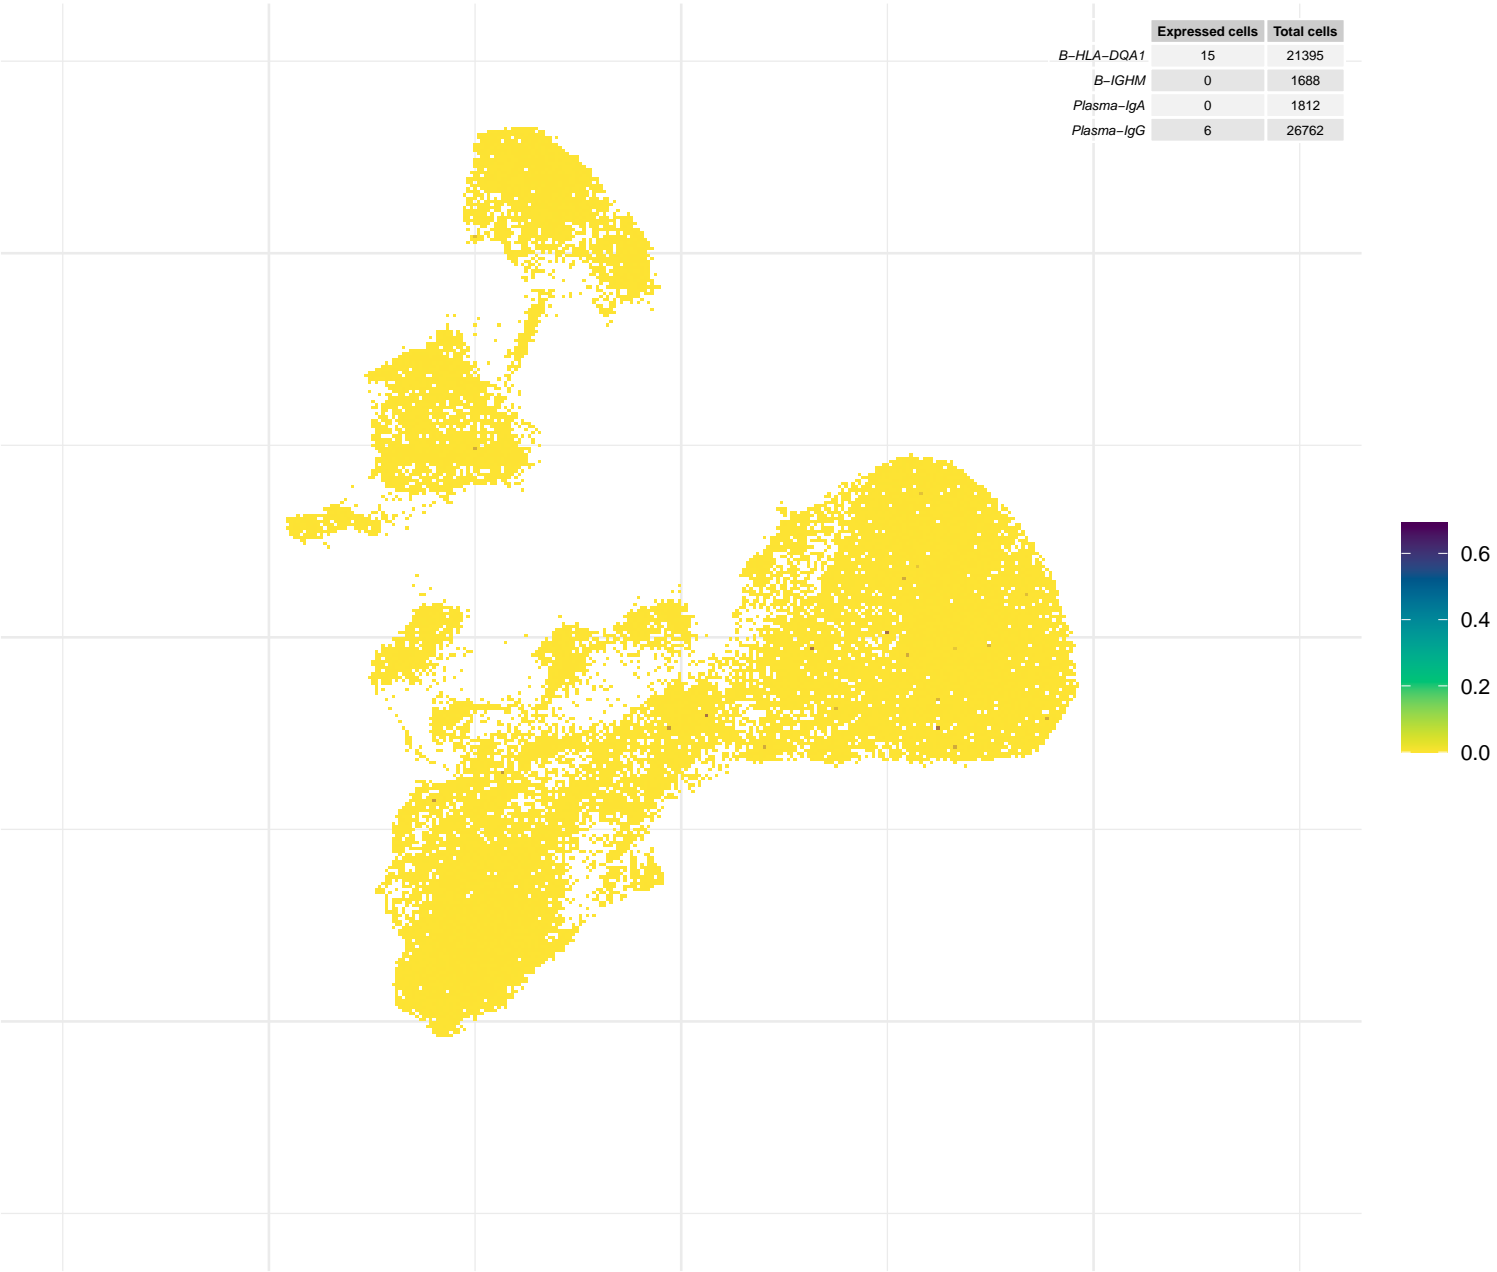 Expressed cells Total cells
B−HLA−DQA1 15 21395
B−IGHM 0 1688
Plasma−IgA 0 1812
Plasma−IgG 6 26762
0.6
0.4
0.2
0.0